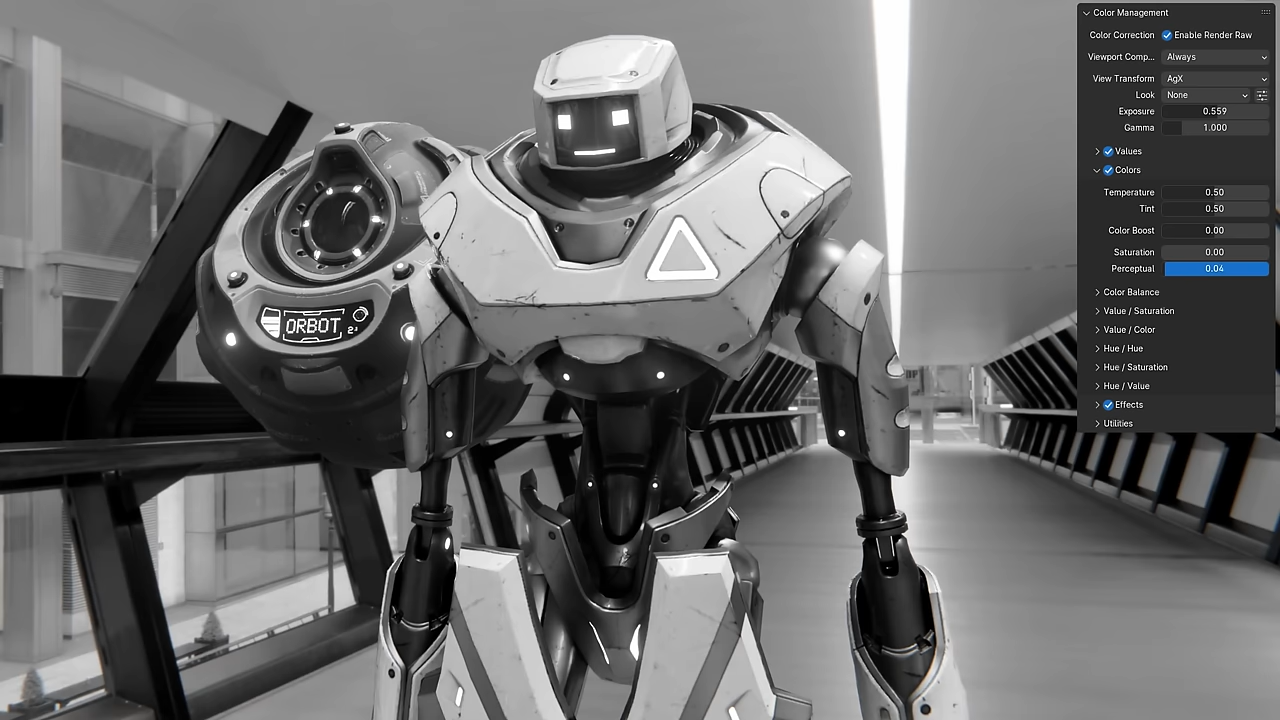 Color Management
Color Correction Enable Render Raw
Viewport Comp... Always
View Transform AgX
Look None
Exposure 0.559
Gamma 1.000
Values
Colors
Temperature 0.50
Tint 0.50
Color Boost 0.00
Saturation 0.00
Perceptual 0.04
Color Balance
Value / Saturation
Value / Color
Hue / Hue
Hue / Saturation
Hue / Value
Effects
Utilities
ORBOT